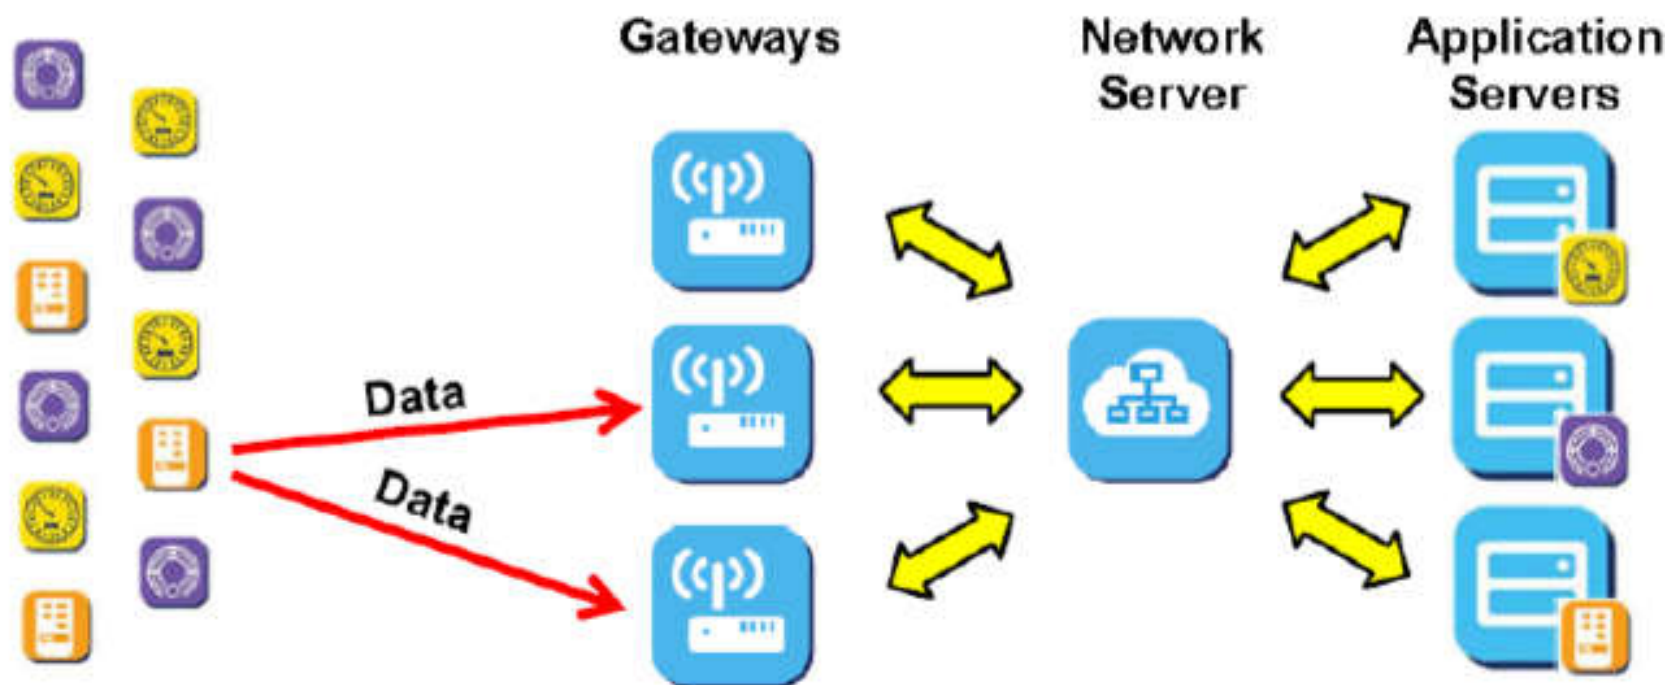 Gateways
Network
Server
Application
Servers
Data
Data